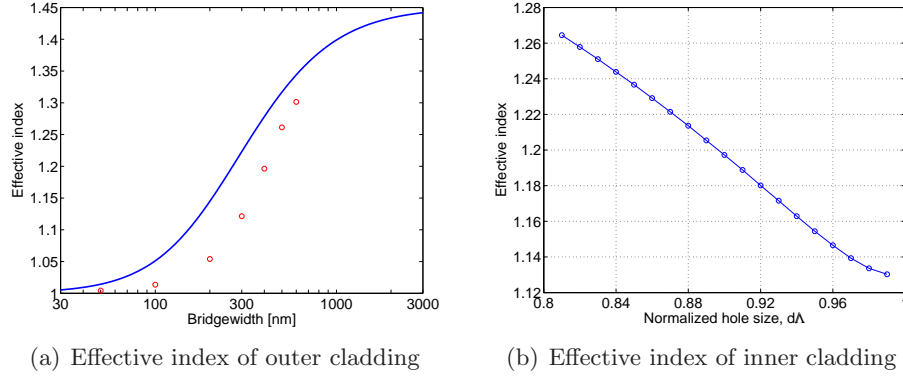 1.45
1.4
1.35
1.3
1.25
1.2
1.15
1.1
1.05
1
30 100 300 1000 3000
Effective index
Bridgewidth [nm]
(a) Effective index of outer cladding
1.28
1.26
1.24
1.22
1.2
1.18
1.16
1.14
1.12
0.8 0.84 0.88 0.92 0.96 1
Effective index
Normalized hole size, dΛ
(b) Effective index of inner cladding